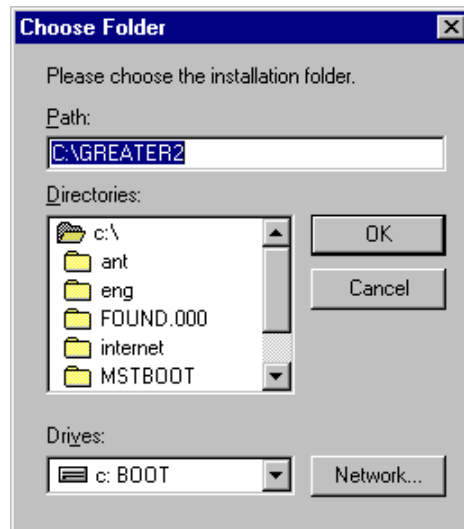 Choose Folder
Please choose the installation folder.
Path:
C:\GREATER2
Directories:
c:\
ant
eng
FOUND.000
internet
MSTBOOT
OK
Cancel
Drives:
c: BOOT
Network...